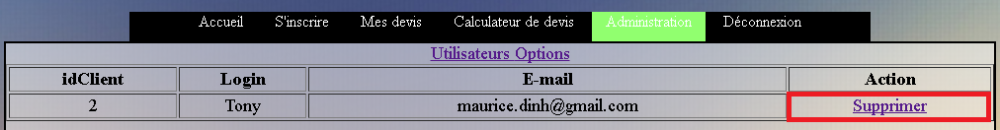 Accueil S'inscrire Mes devis Calculateur de devis Administration Déconnexion
Utilisateurs Options
idClient Login E-mail Action
2 Tony maurice.dinh@gmail.com Supprimer